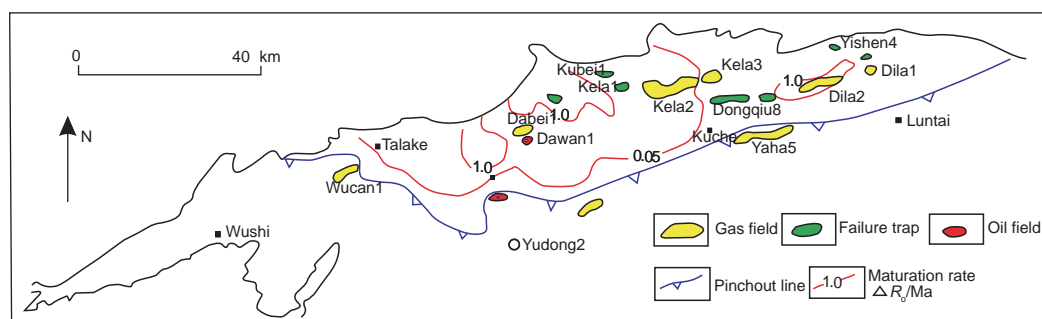 0 40 km
Yishen4
Kubei1
Kela3
Kela1
1.0
Dila1
Kela2
Dila2
Dabei1
1.0
Dongqiu8
N
Dawan1
Kuche
Luntai
Talake
Yaha5
0.05
1.0
Wucan1
Wushi
Gas field
Failure trap
Oil field
Yudong2
Pinchout line
1.0
Maturation rate
△ Ro/Ma